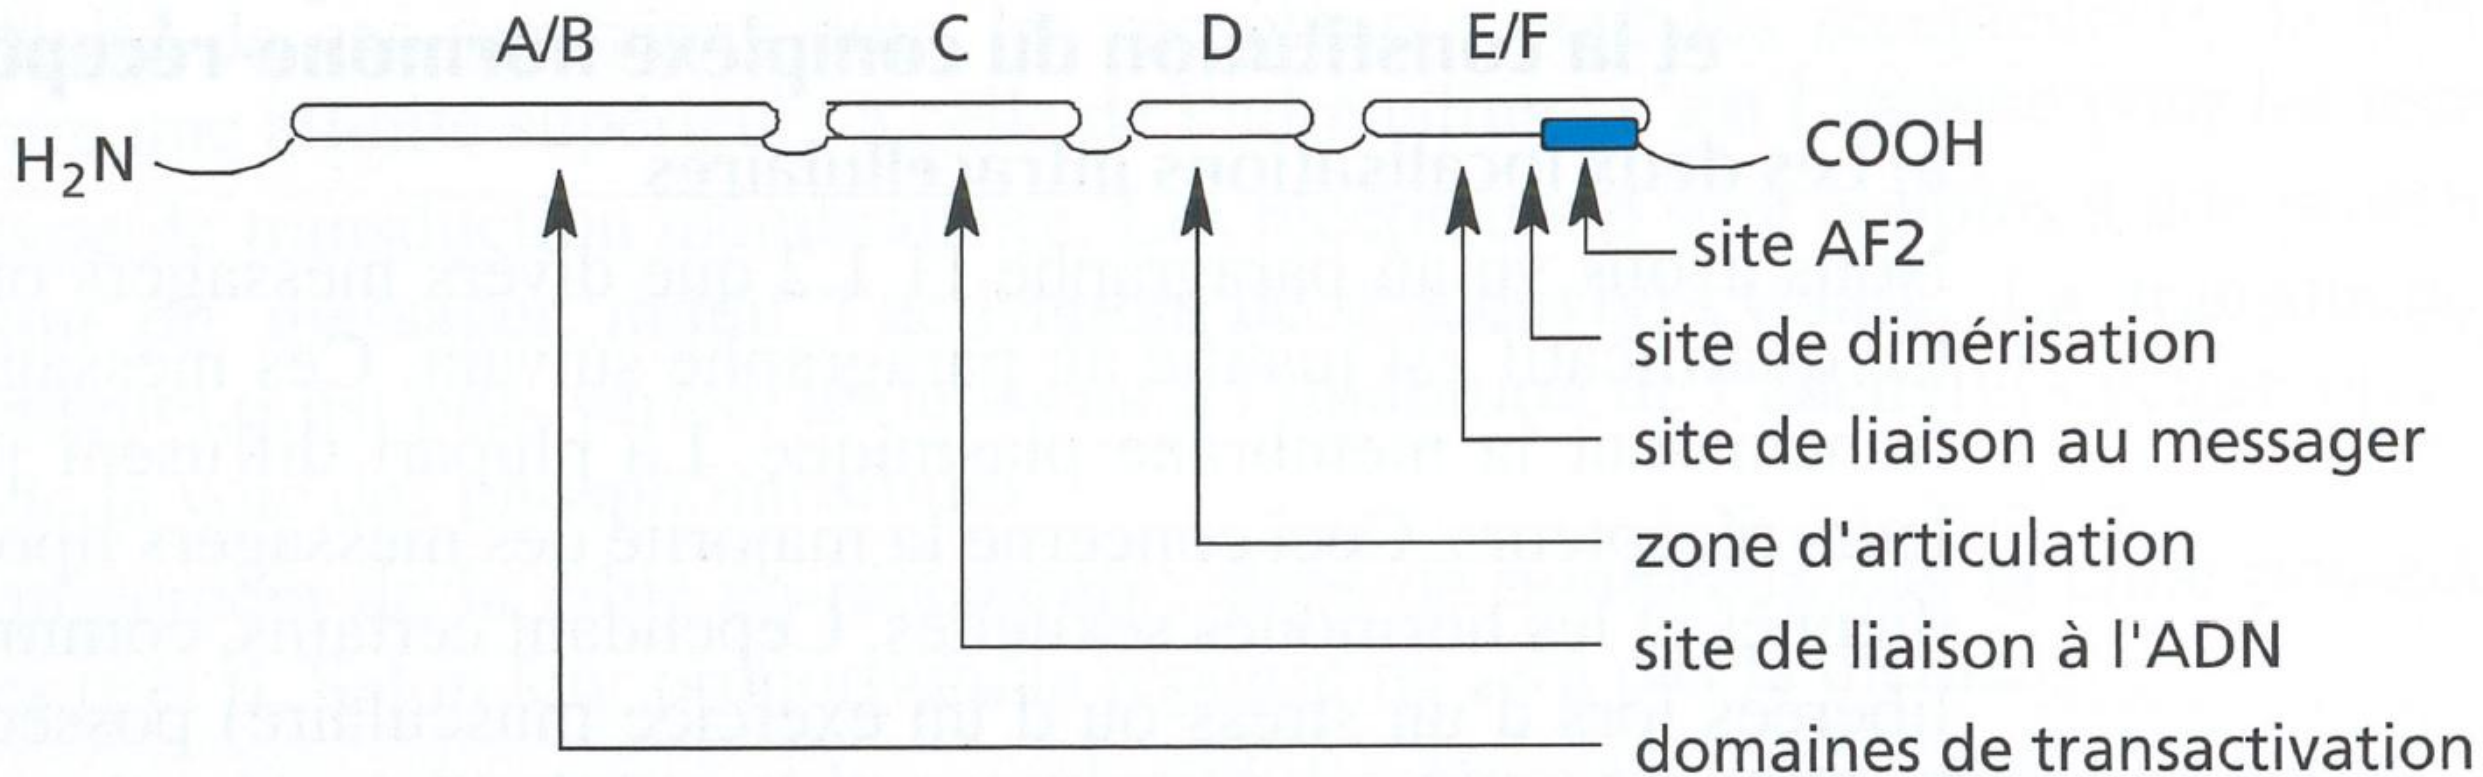 A/B C D E/F
H₂N COOH
site AF2
site de dimérisation
site de liaison au messager
zone d'articulation
site de liaison à l'ADN
domaines de transactivation